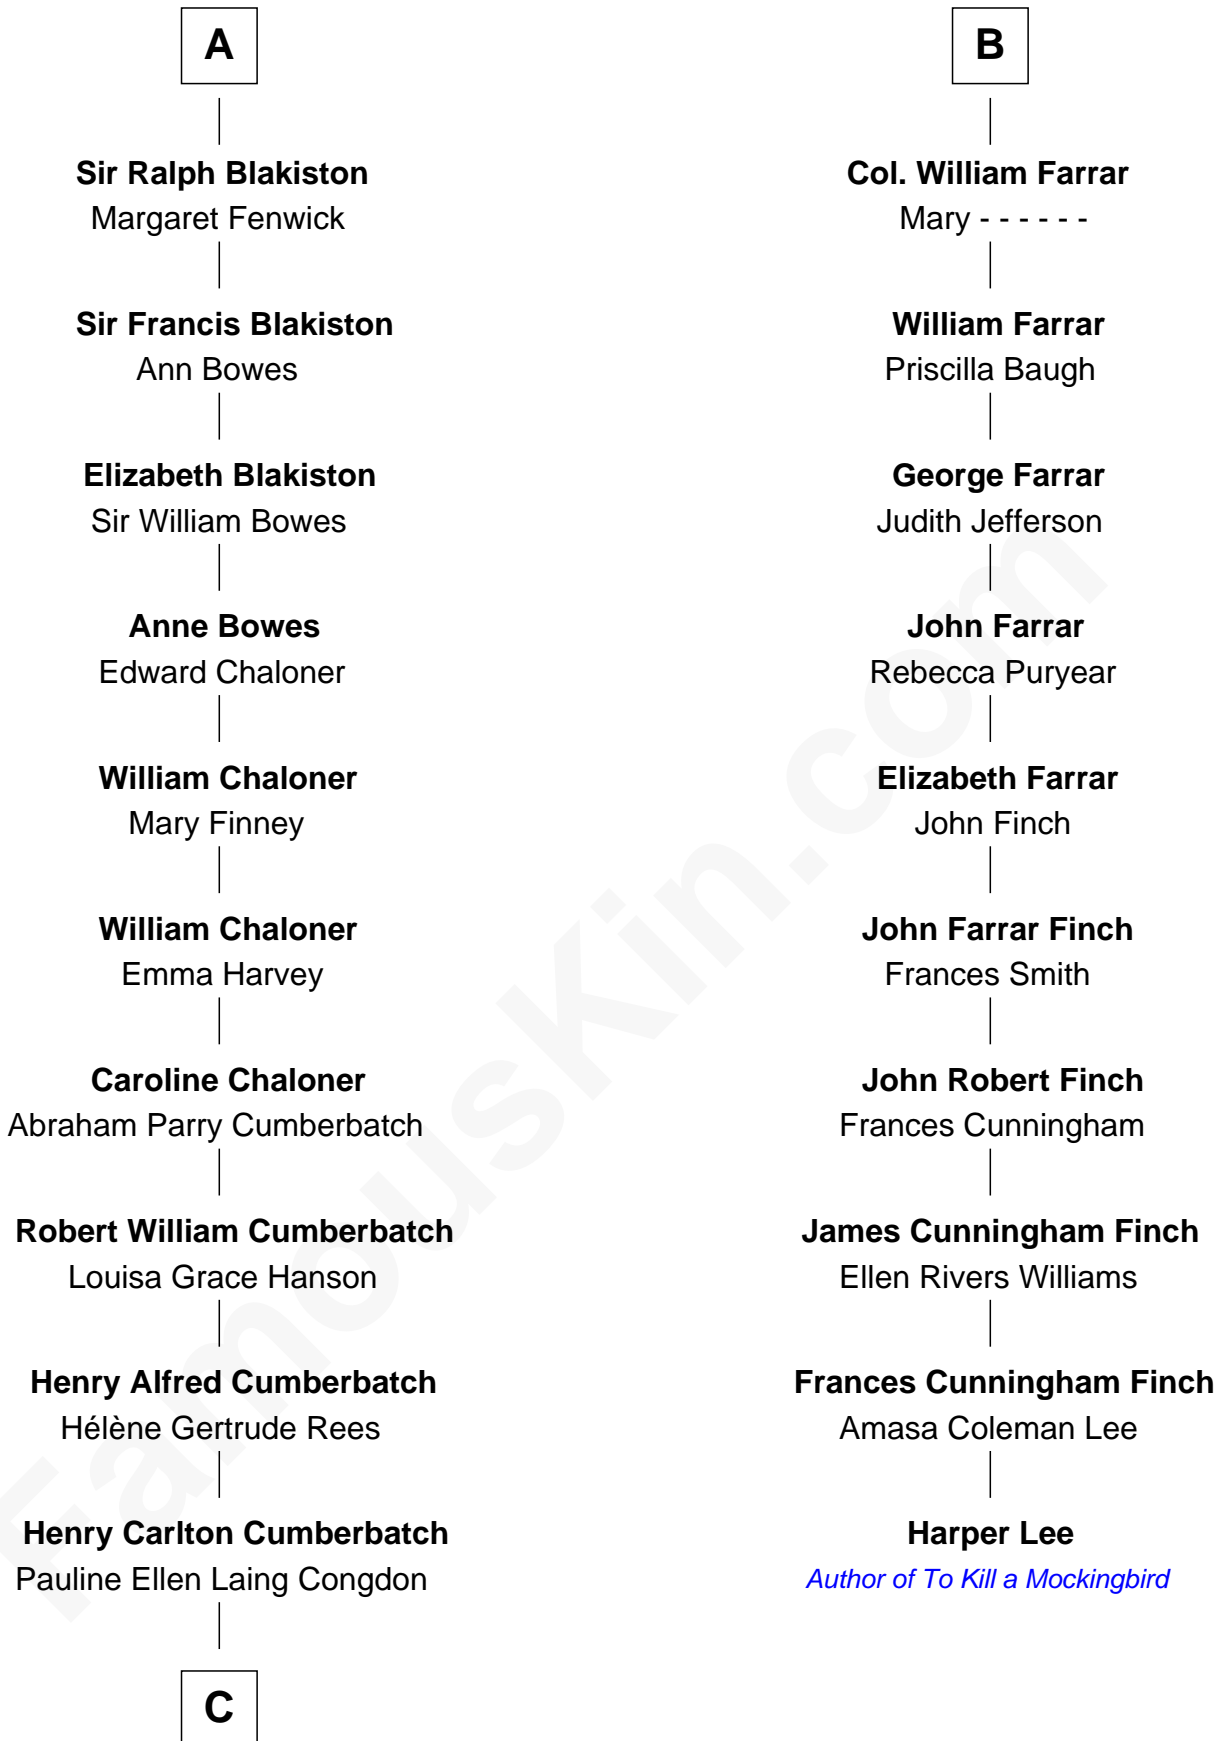 A
Sir Ralph Blakiston
Margaret Fenwick
Sir Francis Blakiston
Ann Bowes
Elizabeth Blakiston
Sir William Bowes
Anne Bowes
Edward Chaloner
William Chaloner
Mary Finney
William Chaloner
Emma Harvey
Caroline Chaloner
Abraham Parry Cumberbatch
Robert William Cumberbatch
Louisa Grace Hanson
Henry Alfred Cumberbatch
Hélène Gertrude Rees
Henry Carlton Cumberbatch
Pauline Ellen Laing Congdon
C
B
Col. William Farrar
Mary - - - - - -
William Farrar
Priscilla Baugh
George Farrar
Judith Jefferson
John Farrar
Rebecca Puryear
Elizabeth Farrar
John Finch
John Farrar Finch
Frances Smith
John Robert Finch
Frances Cunningham
James Cunningham Finch
Ellen Rivers Williams
Frances Cunningham Finch
Amasa Coleman Lee
Harper Lee
Author of To Kill a Mockingbird
FamousKin.com